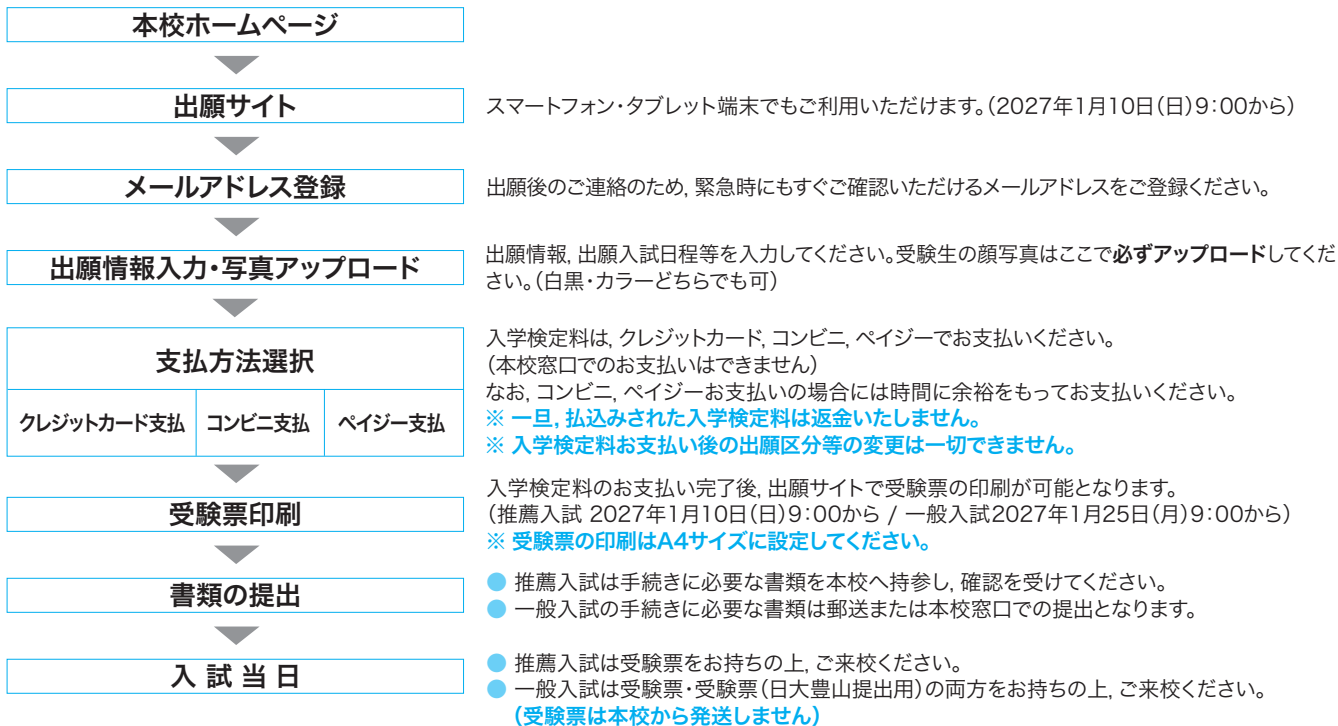 本校ホームページ
出願サイト
スマートフォン・タブレット端末でもご利用いただけます。（2027年1月10日（日）9：00から）
メールアドレス登録
出願後のご連絡のため，緊急時にもすぐご確認いただけるメールアドレスをご登録ください。
出願情報入力・写真アップロード
出願情報，出願入試日程等を入力してください。受験生の顔写真はここで必ずアップロードしてくだ
さい。（白黒・カラーどちらでも可）
支払方法選択
クレジットカード支払 コンビニ支払 ペイジー支払
入学検定料は，クレジットカード，コンビニ，ペイジーでお支払いください。
（本校窓口でのお支払いはできません）
なお，コンビニ，ペイジーお支払いの場合には時間に余裕をもってお支払いください。
※ 一旦，払込みされた入学検定料は返金いたしません。
※ 入学検定料お支払い後の出願区分等の変更は一切できません。
受験票印刷
入学検定料のお支払い完了後，出願サイトで受験票の印刷が可能となります。
（推薦入試 2027年1月10日（日）9：00から / 一般入試2027年1月25日（月）9：00から）
※ 受験票の印刷はA4サイズに設定してください。
書類の提出
● 推薦入試は手続きに必要な書類を本校へ持参し，確認を受けてください。
● 一般入試の手続きに必要な書類は郵送または本校窓口での提出となります。
入 試 当 日
● 推薦入試は受験票をお持ちの上，ご来校ください。
● 一般入試は受験票・受験票（日大豊山提出用）の両方をお持ちの上，ご来校ください。
（受験票は本校から発送しません）